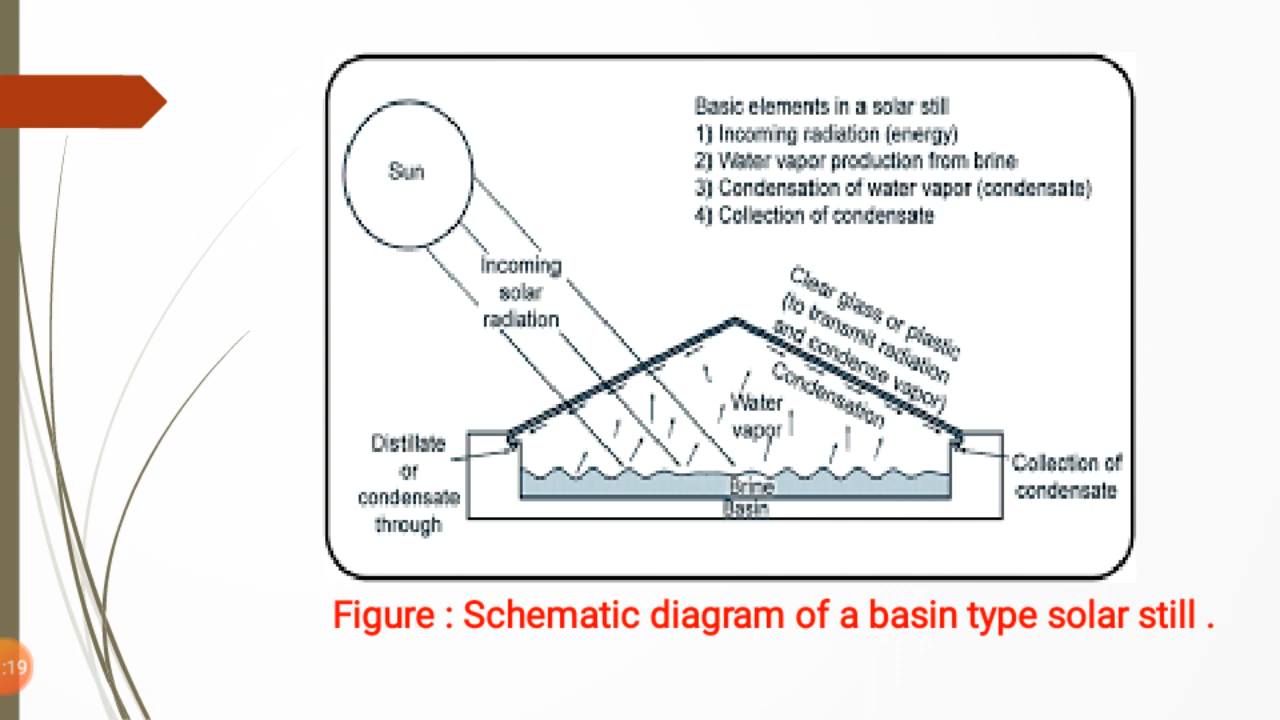 Sun
Basic elements in a solar still
1) Incoming radiation (energy)
2) Water vapor production from brine
3) Condensation of water vapor (condensate)
4) Collection of condensate
Incoming
solar
radiation
Clear glass or plastic
(to transmit radiation
and condense vapor)
Condensation
Water
vapor
Distillate
or
condensate
through
Collection of
condensate
Brine
Basin
Figure : Schematic diagram of a basin type solar still .
:19